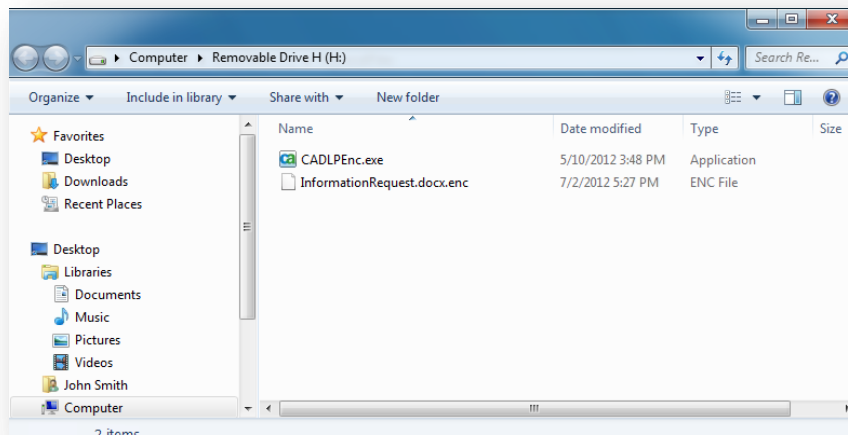 Computer ▸ Removable Drive H (H:)
Search Re...
Organize Include in library Share with New folder
Favorites
Desktop
Downloads
Recent Places
Desktop
Libraries
Documents
Music
Pictures
Videos
John Smith
Computer
Name Date modified Type Size
CADLPEnc.exe 5/10/2012 3:48 PM Application
InformationRequest.docx.enc 7/2/2012 5:27 PM ENC File
2 items